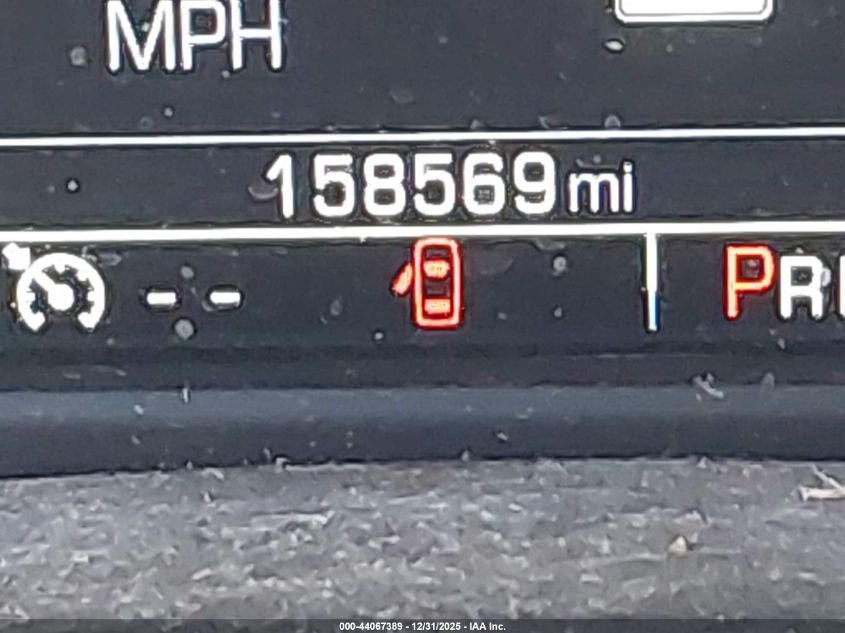 MPH
158569 mi
-- PR
000-44067389 - 12/31/2025 - IAA Inc.